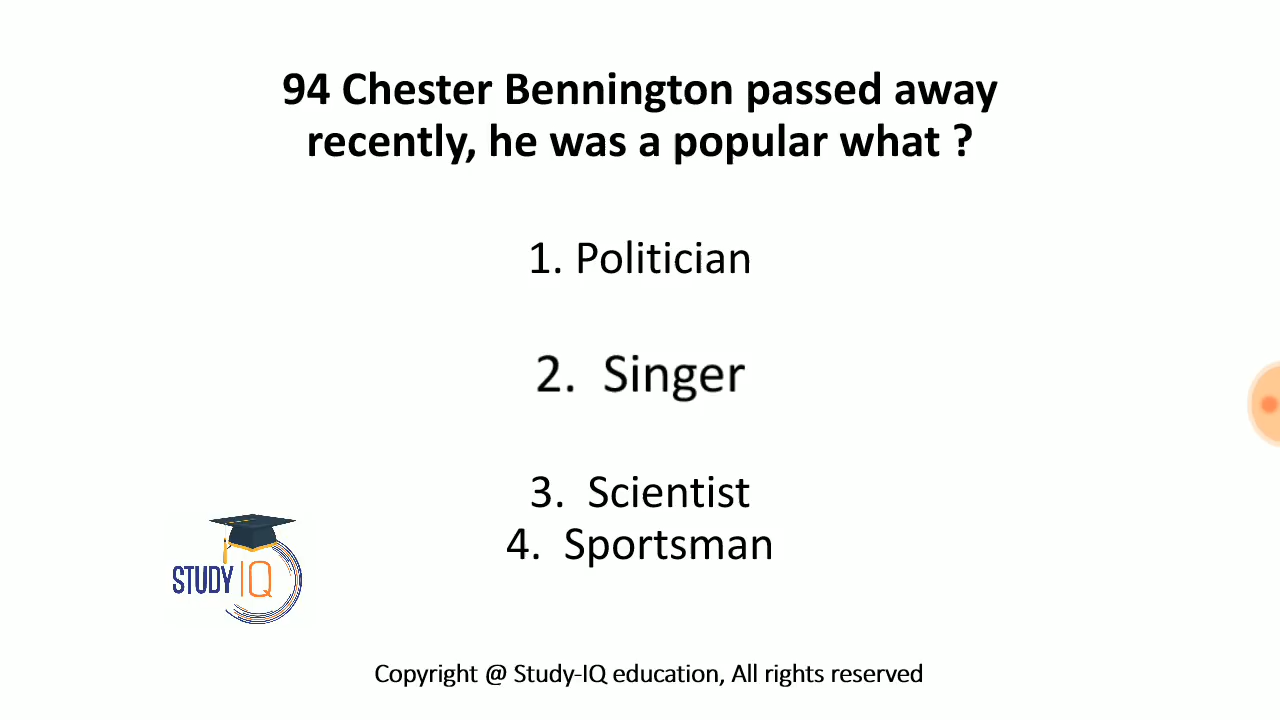 94 Chester Bennington passed away
recently, he was a popular what ?
1. Politician
2. Singer
3. Scientist
4. Sportsman
STUDY IQ
Copyright @ Study-IQ education, All rights reserved